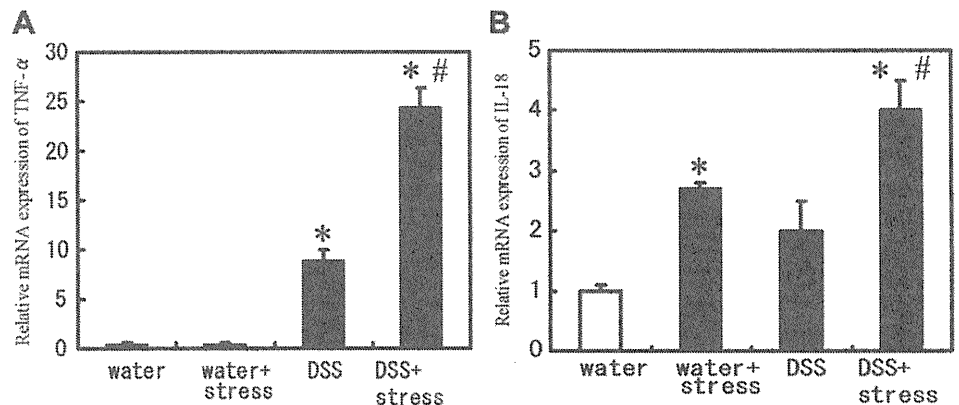 A
Relative mRNA expression of TNF-α
30
25
20
15
10
5
0
*
* #
water
water+
stress
DSS
DSS+
stress
B
Relative mRNA expression of IL-18
5
4
3
2
1
0
*
* #
water
water+
stress
DSS
DSS+
stress